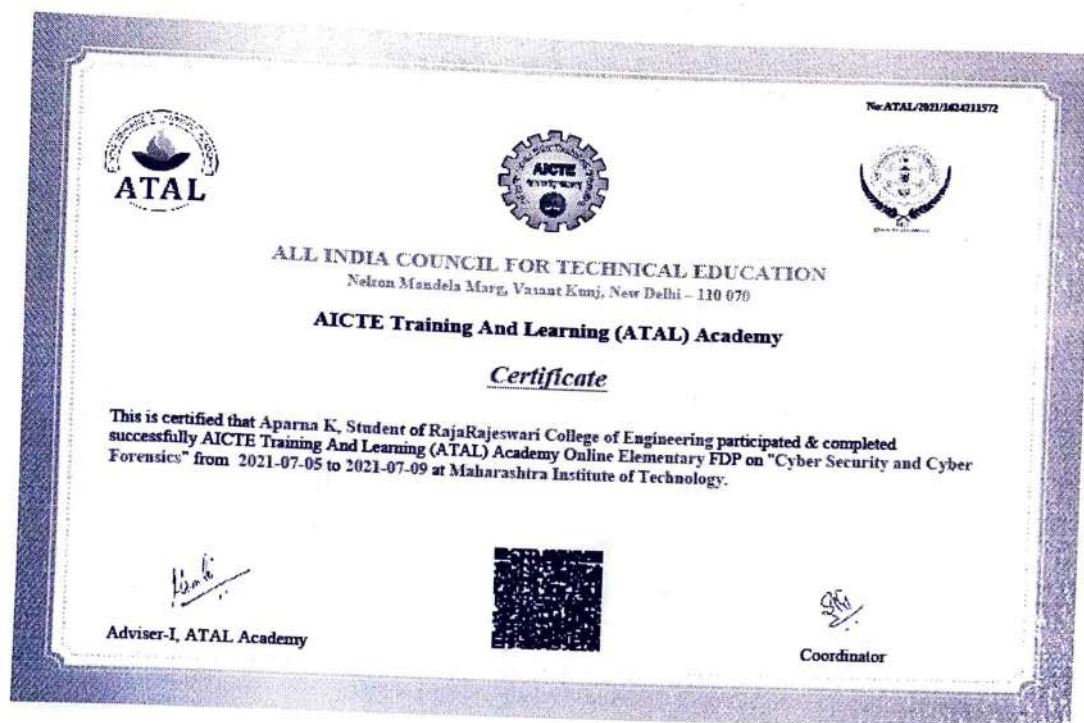 No:ATAL/2021/1624211572
ATAL
AICTE
ALL INDIA COUNCIL FOR TECHNICAL EDUCATION
Nelson Mandela Marg, Vasant Kunj, New Delhi – 110 070
AICTE Training And Learning (ATAL) Academy
Certificate
This is certified that Aparna K, Student of RajaRajeswari College of Engineering participated & completed
successfully AICTE Training And Learning (ATAL) Academy Online Elementary FDP on "Cyber Security and Cyber
Forensics" from 2021-07-05 to 2021-07-09 at Maharashtra Institute of Technology.
Adviser-I, ATAL Academy
Coordinator